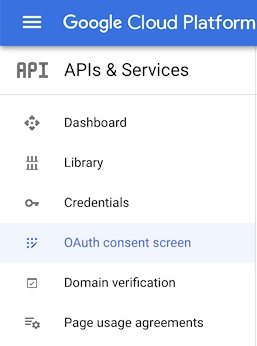 Google Cloud Platform
API APIs & Services
Dashboard
Library
Credentials
OAuth consent screen
Domain verification
Page usage agreements